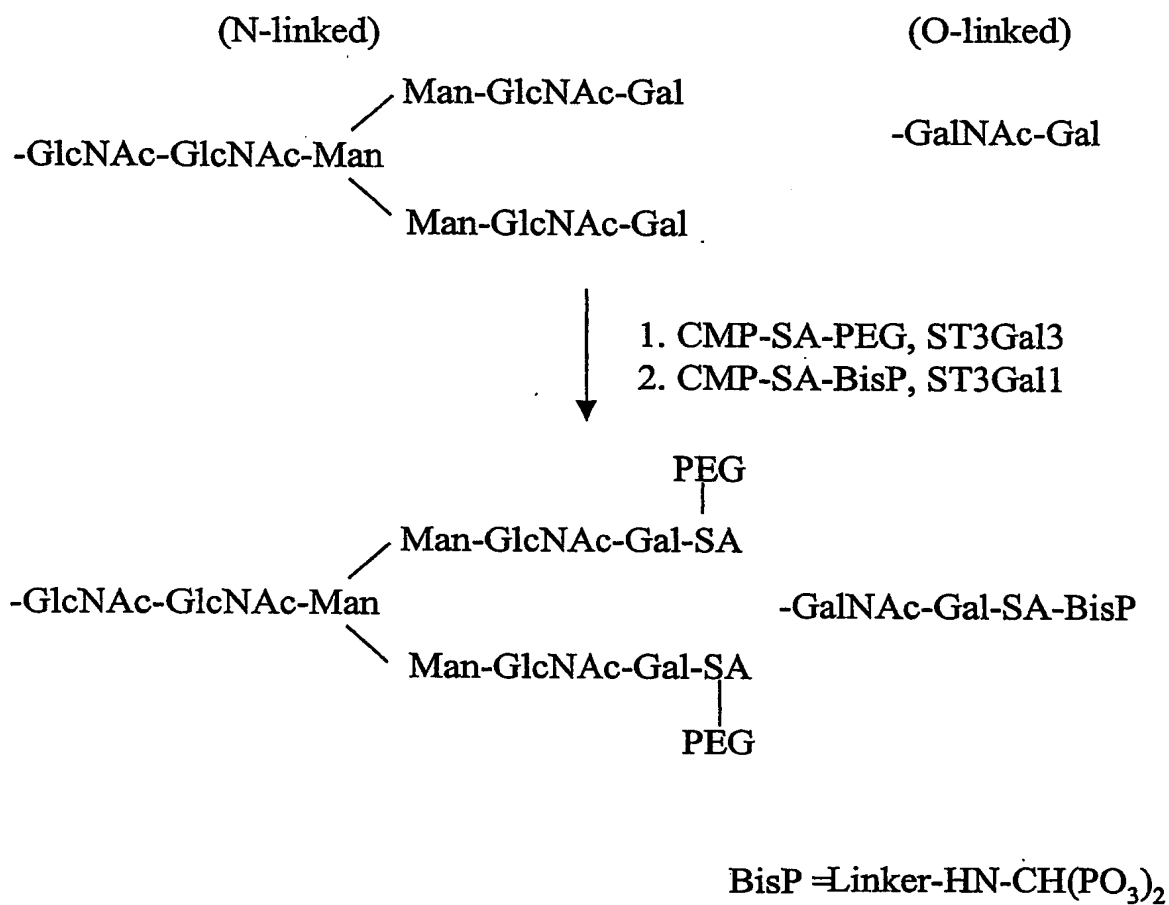 (N-linked) (O-linked)
Man-GlcNAc-Gal
-GalNAc-Gal
-GlcNAc-GlcNAc-Man
Man-GlcNAc-Gal
1. CMP-SA-PEG, ST3Gal3
2. CMP-SA-BisP, ST3Gal1
PEG
Man-GlcNAc-Gal-SA
-GlcNAc-GlcNAc-Man
-GalNAc-Gal-SA-BisP
Man-GlcNAc-Gal-SA
PEG
BisP =Linker-HN-CH(PO₃)₂